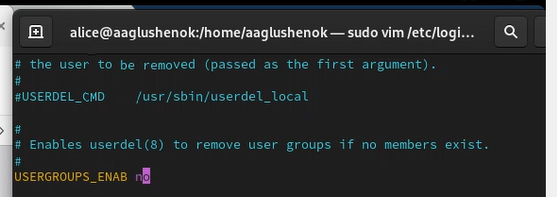 alice@aaglushenok:/home/aaglushenok — sudo vim /etc/logi...
# the user to be removed (passed as the first argument).
#
#USERDEL_CMD    /usr/sbin/userdel_local
#
# Enables userdel(8) to remove user groups if no members exist.
#
USERGROUPS_ENAB no